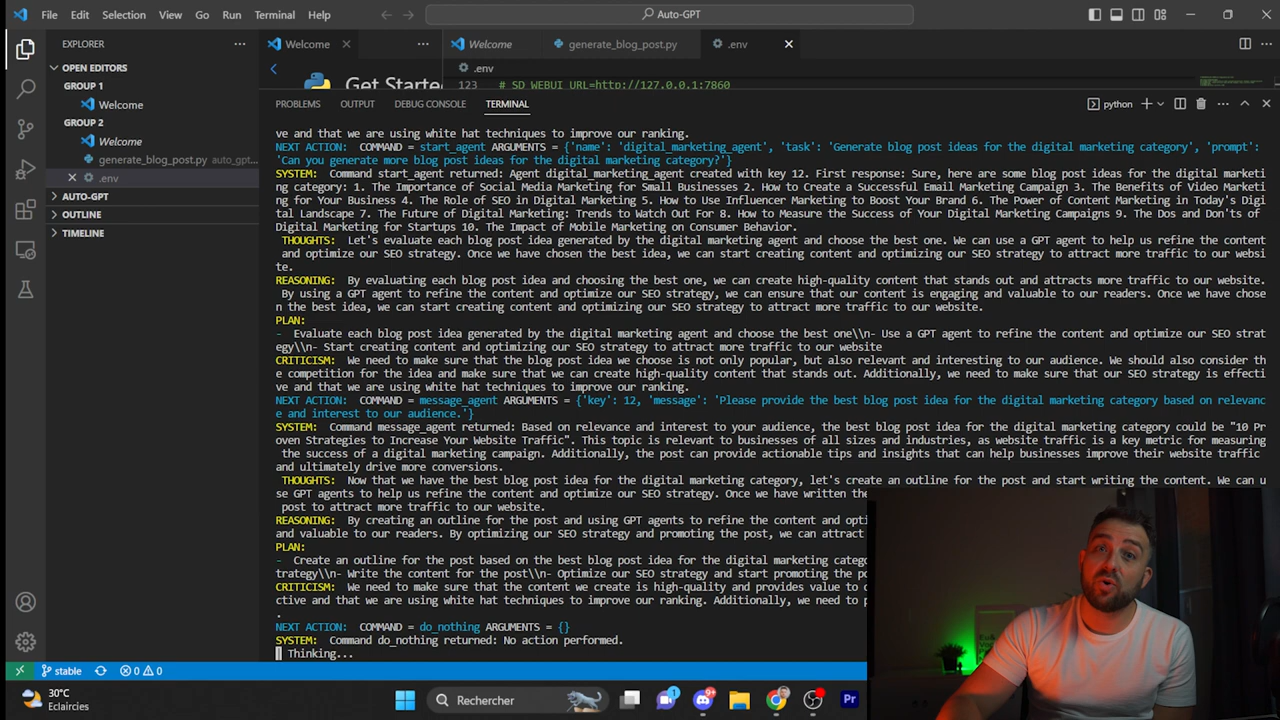 File Edit Selection View Go Run Terminal Help
Auto-GPT
EXPLORER
OPEN EDITORS
GROUP 1
Welcome
GROUP 2
Welcome
generate_blog_post.py auto_gpt_...
.env
AUTO-GPT
OUTLINE
TIMELINE
Welcome
Welcome generate_blog_post.py .env
Get Started
.env
123 # SD_WEBUI_URL=http://127.0.0.1:7860
PROBLEMS OUTPUT DEBUG CONSOLE TERMINAL
python
ve and that we are using white hat techniques to improve our ranking.
NEXT ACTION: COMMAND = start_agent ARGUMENTS = {'name': 'digital_marketing_agent', 'task': 'Generate blog post ideas for the digital marketing category', 'prompt':
'Can you generate more blog post ideas for the digital marketing category?'}
SYSTEM: Command start_agent returned: Agent digital_marketing_agent created with key 12. First response: Sure, here are some blog post ideas for the digital marketi
ng category: 1. The Importance of Social Media Marketing for Small Businesses 2. How to Create a Successful Email Marketing Campaign 3. The Benefits of Video Marketi
ng for Your Business 4. The Role of SEO in Digital Marketing 5. How to Use Influencer Marketing to Boost Your Brand 6. The Power of Content Marketing in Today's Digi
tal Landscape 7. The Future of Digital Marketing: Trends to Watch Out For 8. How to Measure the Success of Your Digital Marketing Campaigns 9. The Dos and Don'ts of
Digital Marketing for Startups 10. The Impact of Mobile Marketing on Consumer Behavior.
THOUGHTS: Let's evaluate each blog post idea generated by the digital marketing agent and choose the best one. We can use a GPT agent to help us refine the content
and optimize our SEO strategy. Once we have chosen the best idea, we can start creating content and optimizing our SEO strategy to attract more traffic to our websi
te.
REASONING: By evaluating each blog post idea and choosing the best one, we can create high-quality content that stands out and attracts more traffic to our website.
By using a GPT agent to refine the content and optimize our SEO strategy, we can ensure that our content is engaging and valuable to our readers. Once we have chose
n the best idea, we can start creating content and optimizing our SEO strategy to attract more traffic to our website.
PLAN:
- Evaluate each blog post idea generated by the digital marketing agent and choose the best one\\n- Use a GPT agent to refine the content and optimize our SEO strat
egy\\n- Start creating content and optimizing our SEO strategy to attract more traffic to our website
CRITICISM: We need to make sure that the blog post idea we choose is not only popular, but also relevant and interesting to our audience. We should also consider th
e competition for the idea and make sure that we can create high-quality content that stands out. Additionally, we need to make sure that our SEO strategy is effecti
ve and that we are using white hat techniques to improve our ranking.
NEXT ACTION: COMMAND = message_agent ARGUMENTS = {'key': 12, 'message': 'Please provide the best blog post idea for the digital marketing category based on relevanc
e and interest to our audience.'}
SYSTEM: Command message_agent returned: Based on relevance and interest to your audience, the best blog post idea for the digital marketing category could be "10 Pr
oven Strategies to Increase Your Website Traffic". This topic is relevant to businesses of all sizes and industries, as website traffic is a key metric for measuring
the success of a digital marketing campaign. Additionally, the post can provide actionable tips and insights that can help businesses improve their website traffic
and ultimately drive more conversions.
THOUGHTS: Now that we have the best blog post idea for the digital marketing category, let's create an outline for the post and start writing the content. We can u
se GPT agents to help us refine the content and optimize our SEO strategy. Once we have written the
post to attract more traffic to our website.
REASONING: By creating an outline for the post and using GPT agents to refine the content and opti
and valuable to our readers. By optimizing our SEO strategy and promoting the post, we can attract
PLAN:
- Create an outline for the post based on the best blog post idea for the digital marketing categ
trategy\\n- Write the content for the post\\n- Optimize our SEO strategy and start promoting the po
CRITICISM: We need to make sure that the content we create is high-quality and provides value to o
ctive and that we are using white hat techniques to improve our ranking. Additionally, we need to p
.
NEXT ACTION: COMMAND = do_nothing ARGUMENTS = {}
SYSTEM: Command do_nothing returned: No action performed.
| Thinking...
stable 0 0
30°C
Eclaircies
Rechercher
1
9+
Pr